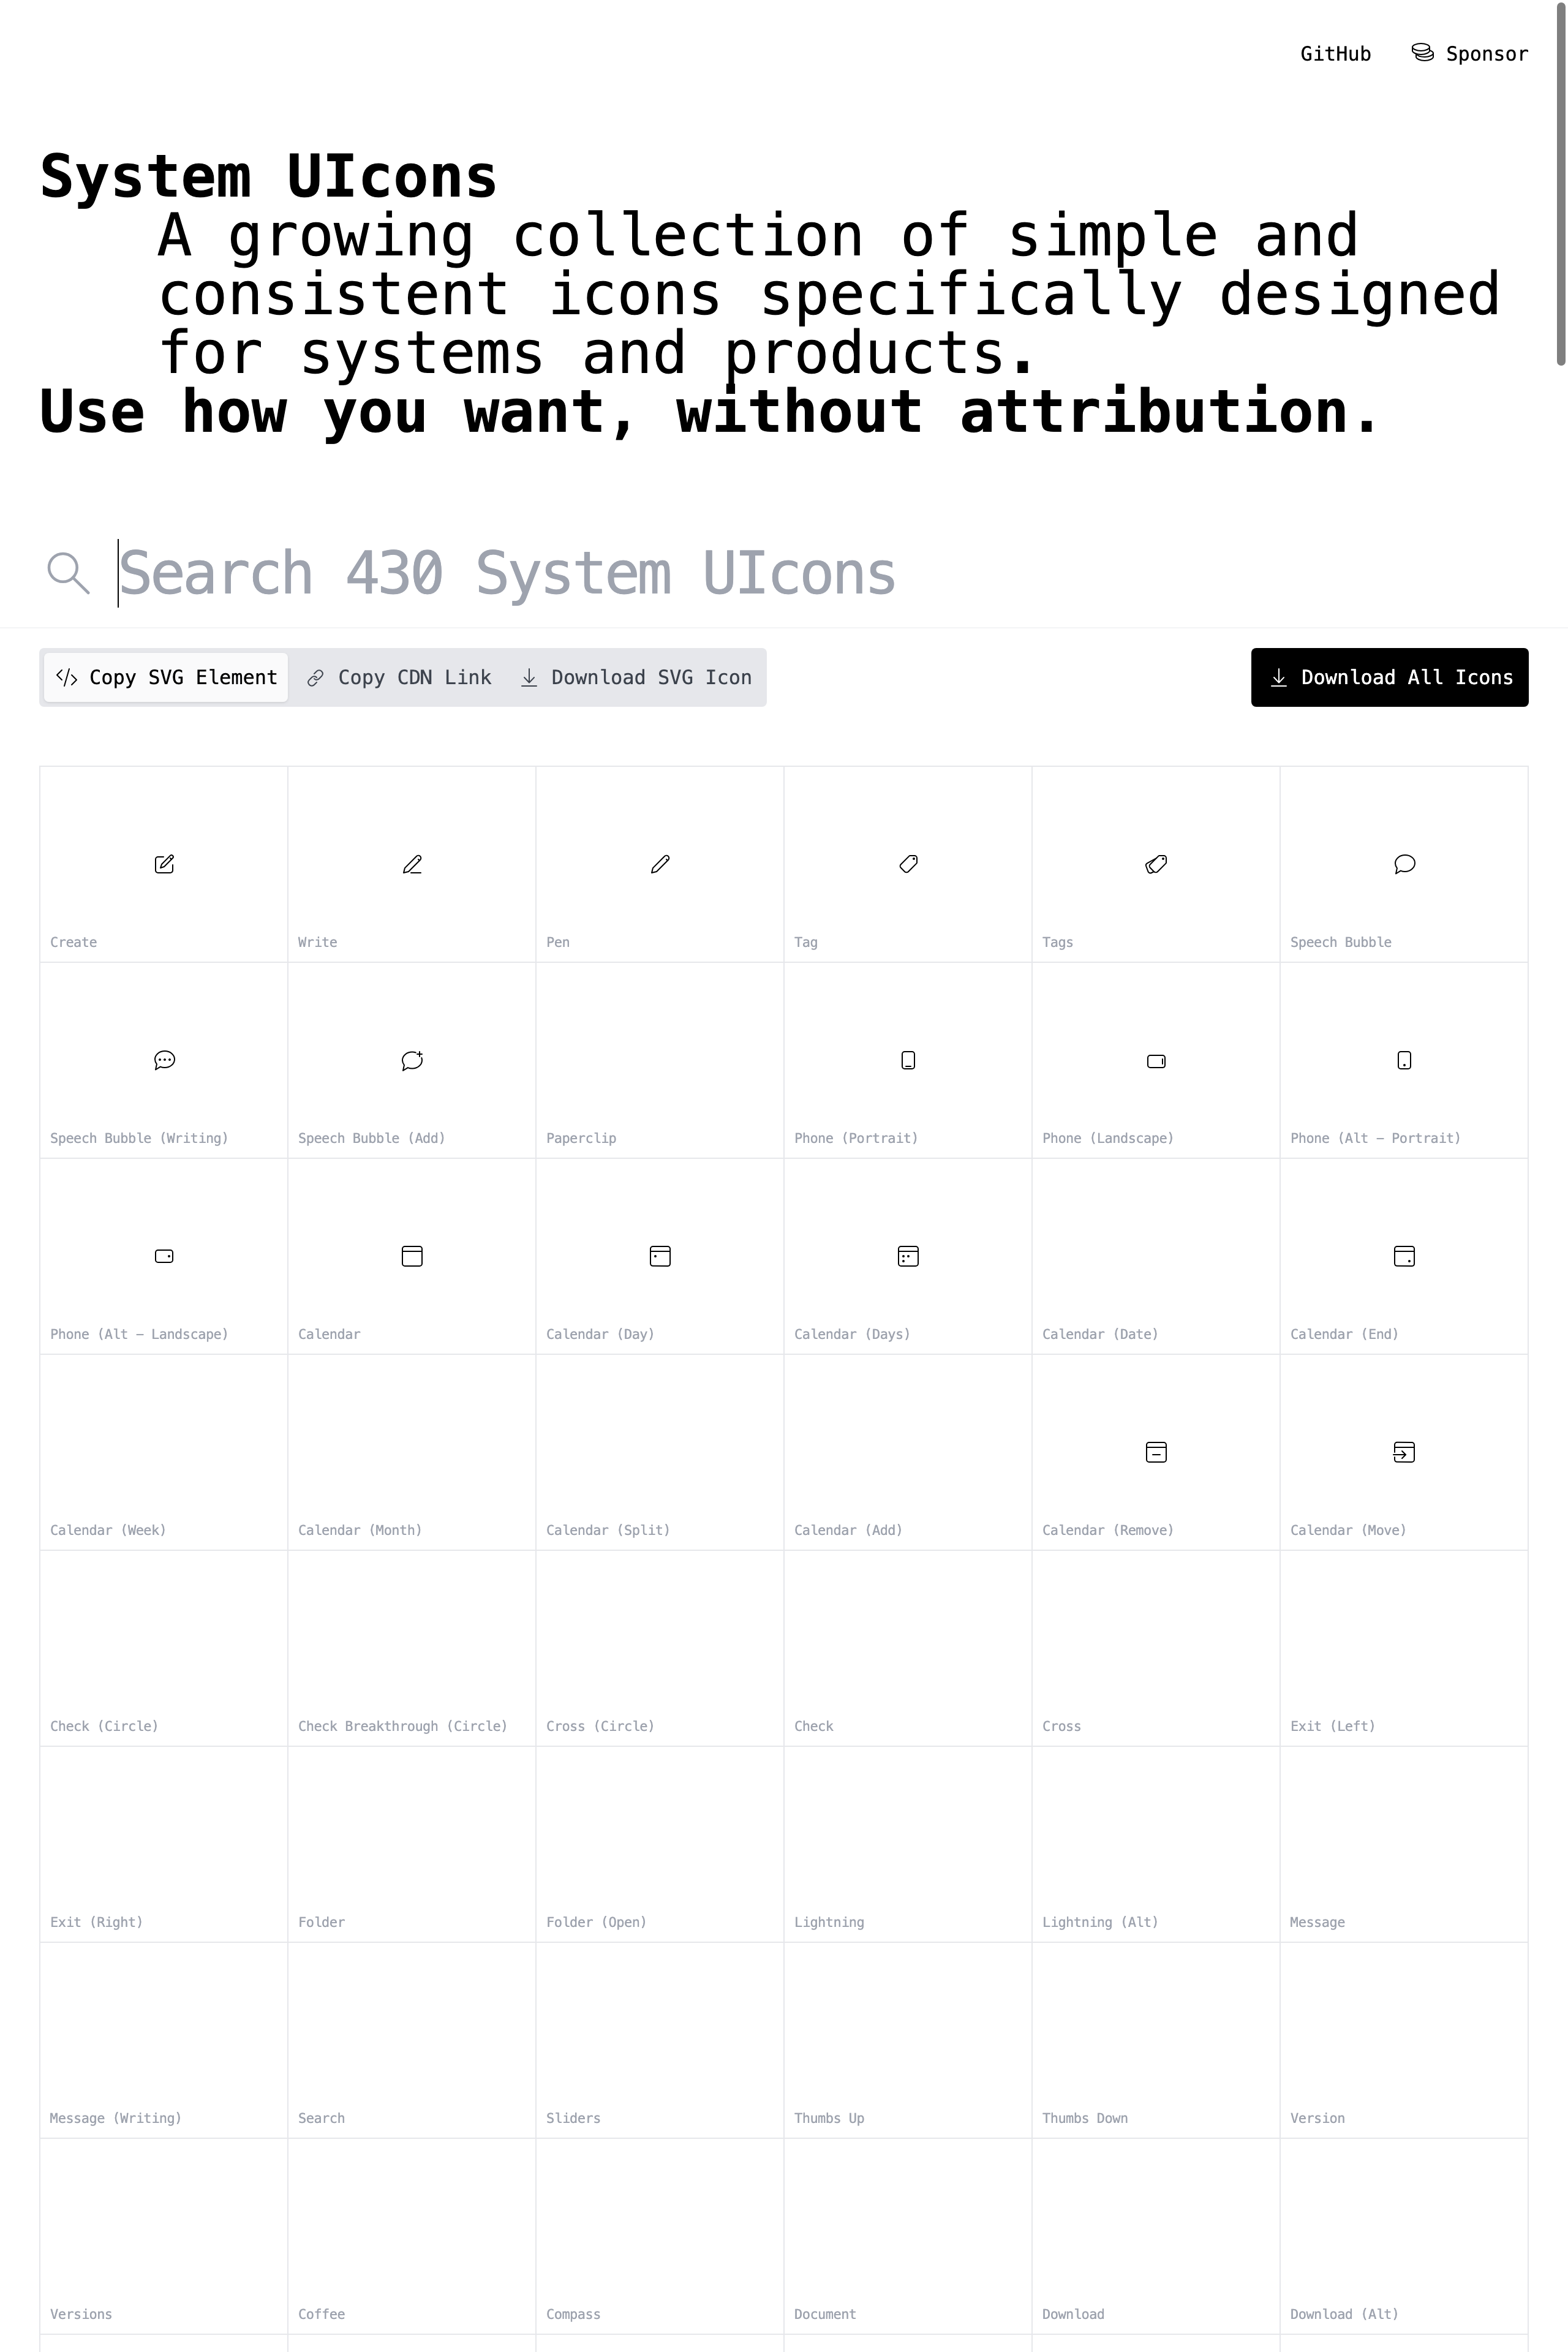 GitHub
Sponsor
System UIcons
A growing collection of simple and
consistent icons specifically designed
for systems and products.
Use how you want, without attribution.
Search 430 System UIcons
Copy SVG Element
Copy CDN Link
Download SVG Icon
Download All Icons
Create
Write
Pen
Tag
Tags
Speech Bubble
Speech Bubble (Writing)
Speech Bubble (Add)
Paperclip
Phone (Portrait)
Phone (Landscape)
Phone (Alt – Portrait)
Phone (Alt – Landscape)
Calendar
Calendar (Day)
Calendar (Days)
Calendar (Date)
Calendar (End)
Calendar (Week)
Calendar (Month)
Calendar (Split)
Calendar (Add)
Calendar (Remove)
Calendar (Move)
Check (Circle)
Check Breakthrough (Circle)
Cross (Circle)
Check
Cross
Exit (Left)
Exit (Right)
Folder
Folder (Open)
Lightning
Lightning (Alt)
Message
Message (Writing)
Search
Sliders
Thumbs Up
Thumbs Down
Version
Versions
Coffee
Compass
Document
Download
Download (Alt)